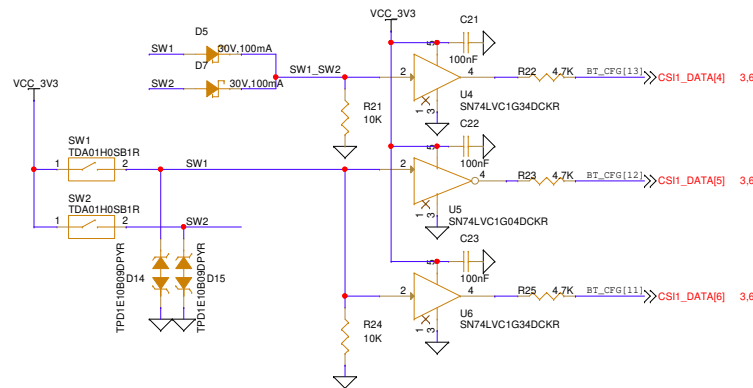 VCC_3V3
C21
D5
SW1
30V,100mA
5
100nF
D7
SW1_SW2
2
4
R22
4.7K
BT_CFG[13]
CSI1_DATA[4]
3,6
SW2
30V,100mA
VCC_3V3
R21
10K
1
3
U4
SN74LVC1G34DCKR
C22
SW1
TDA01H0SB1R
5
100nF
1
2
SW1
2
4
R23
4.7K
BT_CFG[12]
CSI1_DATA[5]
3,6
SW2
TDA01H0SB1R
1
3
U5
SN74LVC1G04DCKR
1
2
SW2
C23
5
100nF
TPD1E10B09DPYR
D14
TPD1E10B09DPYR
D15
2
4
R25
4.7K
BT_CFG[11]
CSI1_DATA[6]
3,6
R24
10K
1
3
U6
SN74LVC1G34DCKR